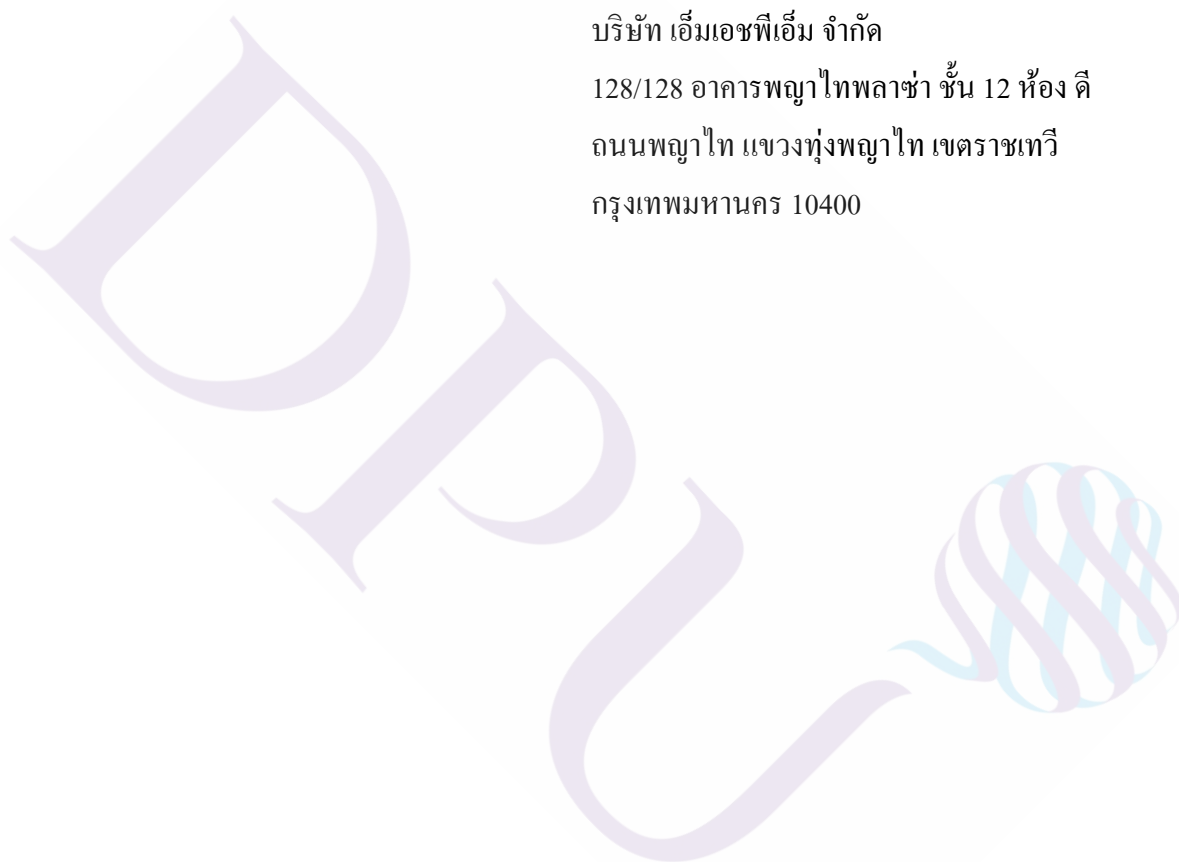 บริษัท เอ็มเอชพีเอ็ม จำกัด
128/128 อาคารพญาไทพลาซ่า ชั้น 12 ห้อง ดี
ถนนพญาไท แขวงทุ่งพญาไท เขตราชเทวี
กรุงเทพมหานคร 10400
DPU